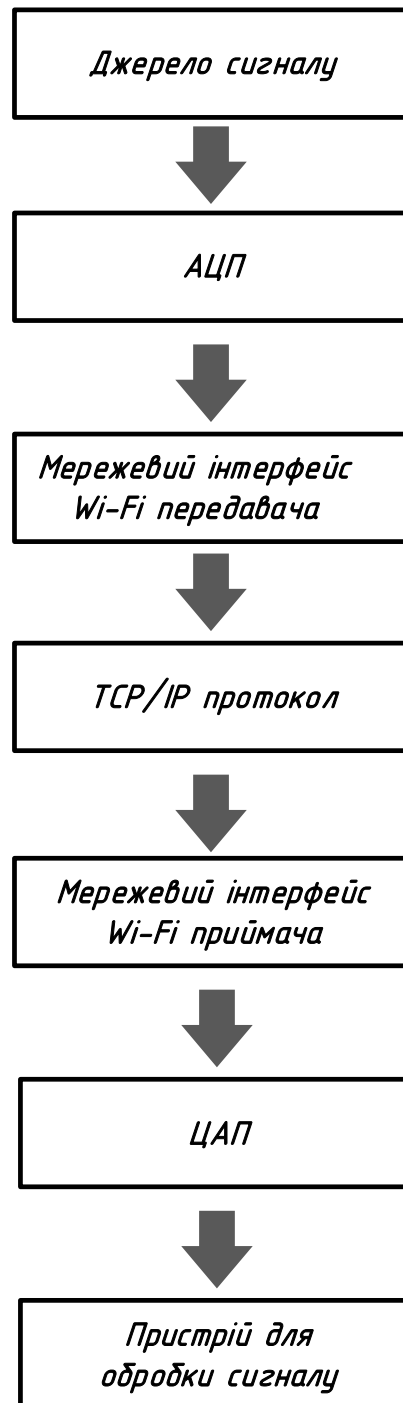 Джерело сигналу
АЦП
Мережевий інтерфейс
Wi-Fi передавача
TCP/IP протокол
Мережевий інтерфейс
Wi-Fi приймача
ЦАП
Пристрій для
обробки сигналу